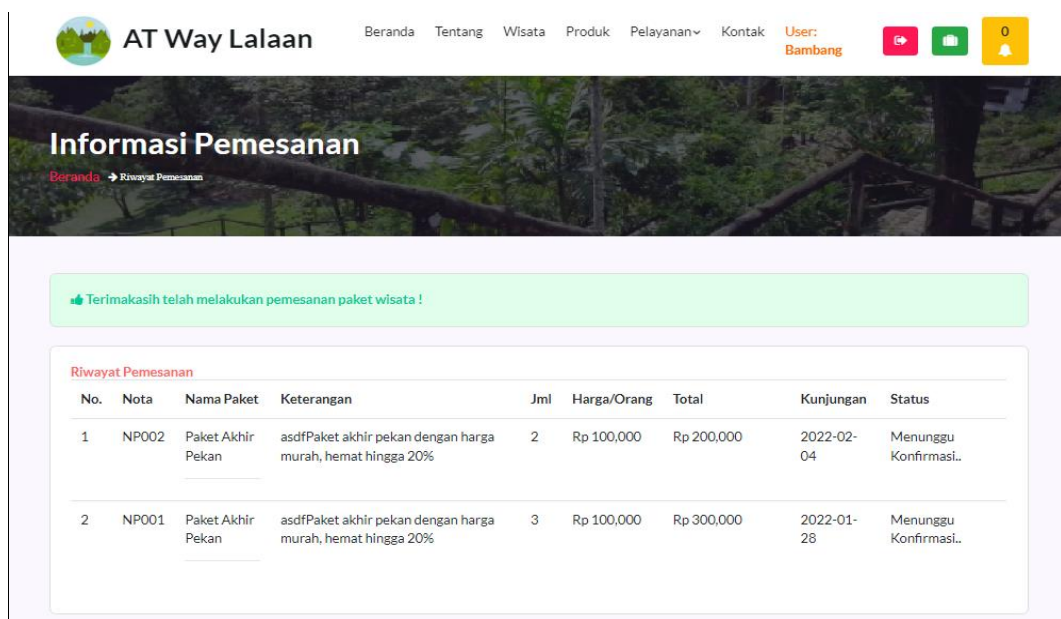 AT Way Lalaan
Beranda Tentang Wisata Produk Pelayanan Kontak User: Bambang 0
Informasi Pemesanan
Beranda → Riwayat Pemesanan
Terimakasih telah melakukan pemesanan paket wisata !
Riwayat Pemesanan
No. Nota Nama Paket Keterangan Jml Harga/Orang Total Kunjungan Status
1 NP002 Paket Akhir asdfPaket akhir pekan dengan harga 2 Rp 100,000 Rp 200,000 2022-02- Menunggu
Pekan murah, hemat hingga 20% 04 Konfirmasi..
2 NP001 Paket Akhir asdfPaket akhir pekan dengan harga 3 Rp 100,000 Rp 300,000 2022-01- Menunggu
Pekan murah, hemat hingga 20% 28 Konfirmasi..